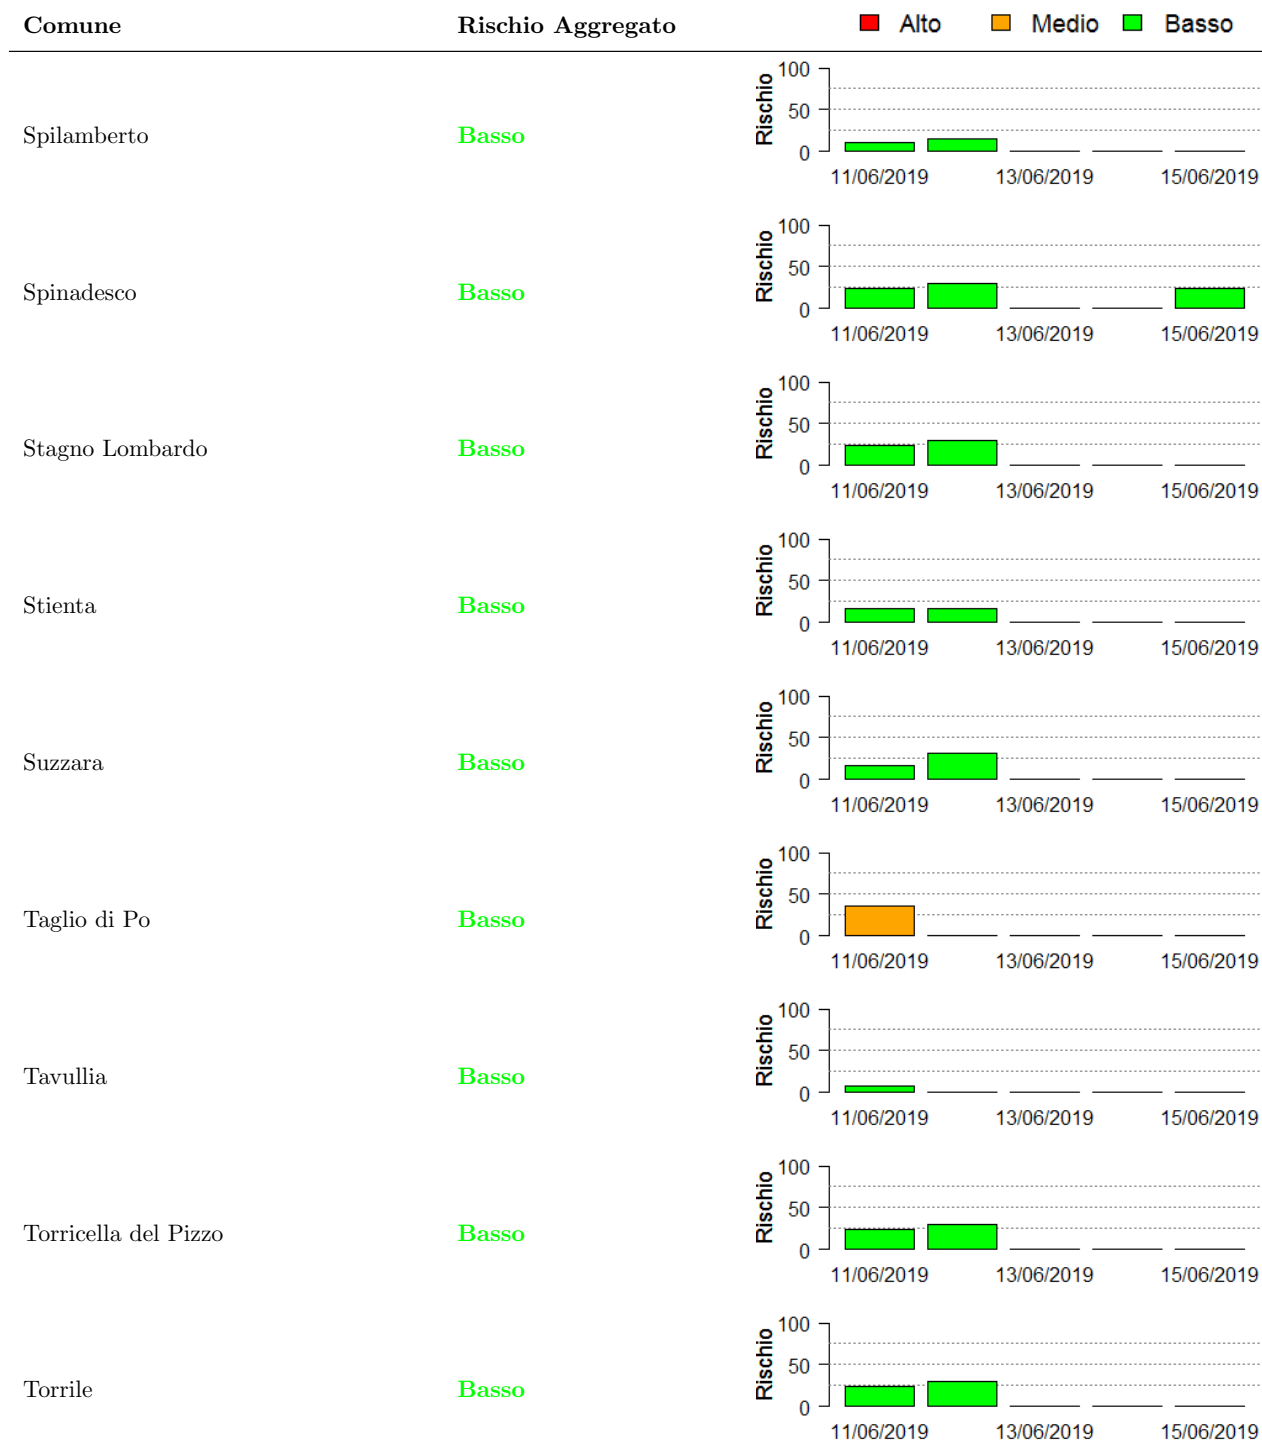 Comune Rischio Aggregato Alto Medio Basso
Spilamberto Basso Rischio 100 50 0
11/06/2019 13/06/2019 15/06/2019
Spinadesco Basso Rischio 100 50 0
11/06/2019 13/06/2019 15/06/2019
Stagno Lombardo Basso Rischio 100 50 0
11/06/2019 13/06/2019 15/06/2019
Stienta Basso Rischio 100 50 0
11/06/2019 13/06/2019 15/06/2019
Suzzara Basso Rischio 100 50 0
11/06/2019 13/06/2019 15/06/2019
Taglio di Po Basso Rischio 100 50 0
11/06/2019 13/06/2019 15/06/2019
Tavullia Basso Rischio 100 50 0
11/06/2019 13/06/2019 15/06/2019
Torricella del Pizzo Basso Rischio 100 50 0
11/06/2019 13/06/2019 15/06/2019
Torrile Basso Rischio 100 50 0
11/06/2019 13/06/2019 15/06/2019